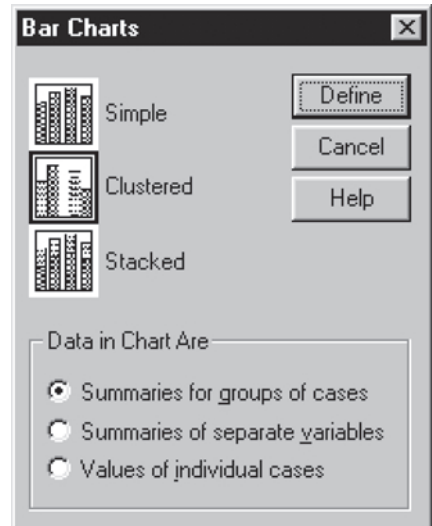 Bar Charts
Simple
Clustered
Stacked
Define
Cancel
Help
Data in Chart Are
Summaries for groups of cases
Summaries of separate variables
Values of individual cases